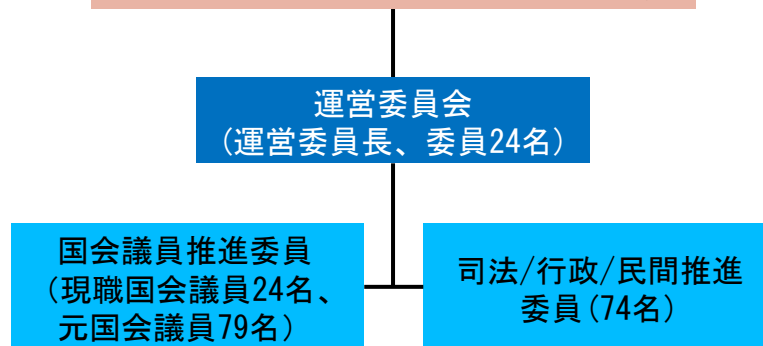 運営委員会
(運営委員長、委員24名)
国会議員推進委員
(現職国会議員24名、
元国会議員79名)
司法/行政/民間推進
委員(74名)